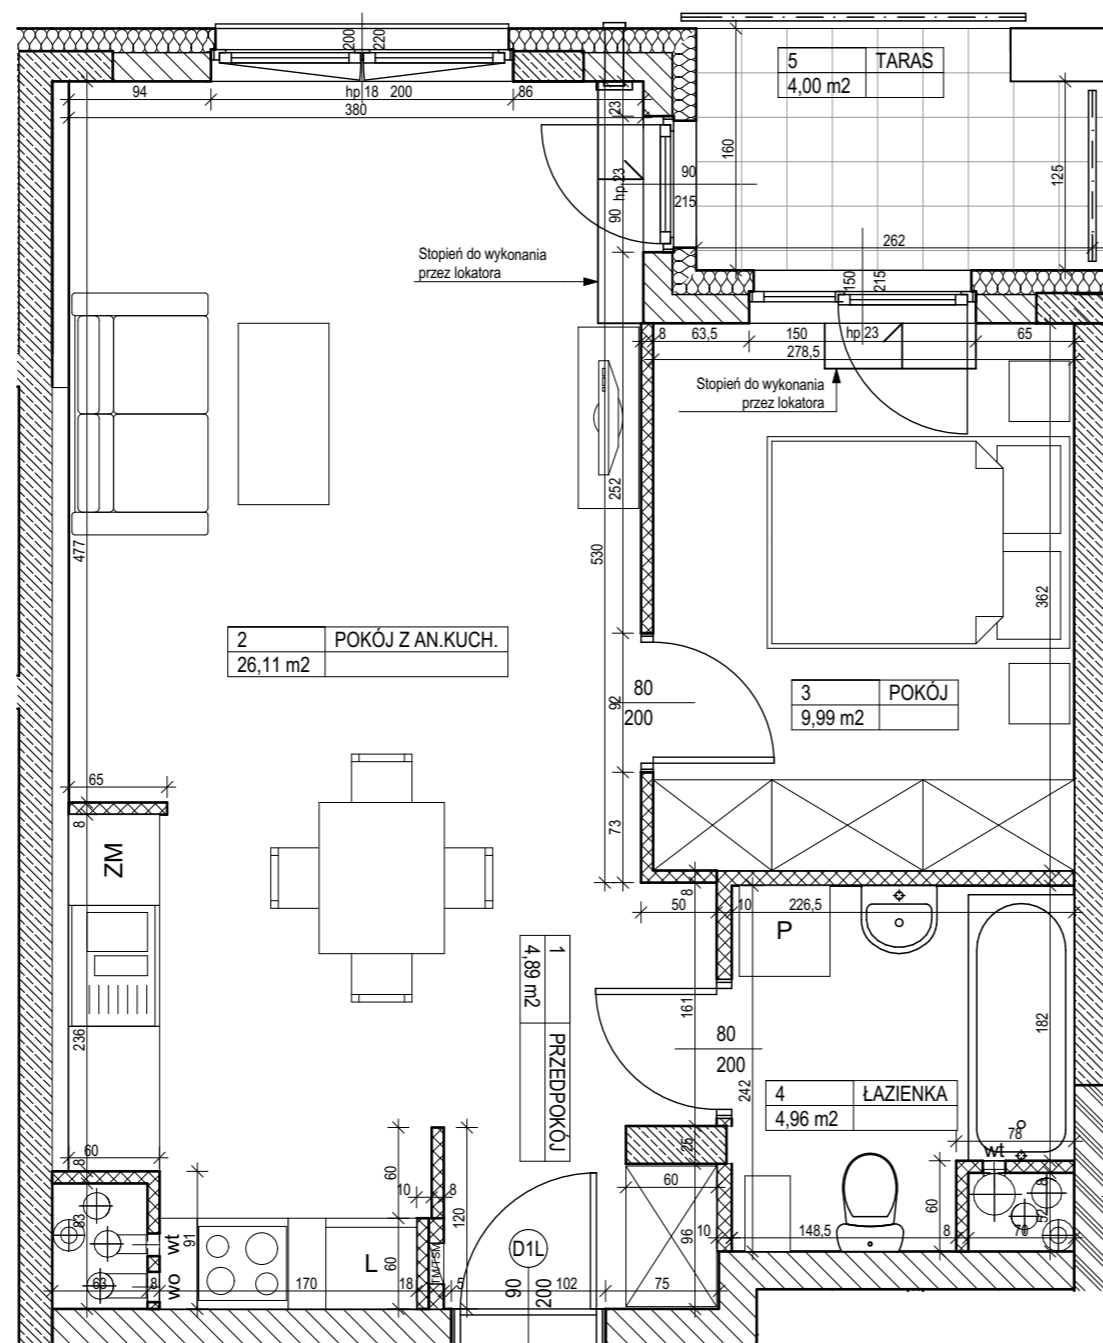 200
220
5 TARAS
4,00 m2
94
hp 18
200
86
380
23
160
125
90
215
hp 23
90
262
Stopień do wykonania
przez lokatora
150
215
8
63,5
150
hp 23
65
278,5
Stopień do wykonania
przez lokatora
252
477
530
362
2 POKÓJ Z AN.KUCH.
26,11 m2
80
200
92
3 POKÓJ
9,99 m2
65
8
73
ZM
8
50
10
226,5
P
1 PRZEDPOKÓJ
4,89 m2
161
182
236
80
200
242
4 ŁAZIENKA
4,96 m2
78
wt
60
8
60
25
10
8
120
60
60
8
52
83
91
wt
wo
96
10
148,5
8
70
D1L
L
60
TM/TSM
63
8
170
18
5
90
200
102
75